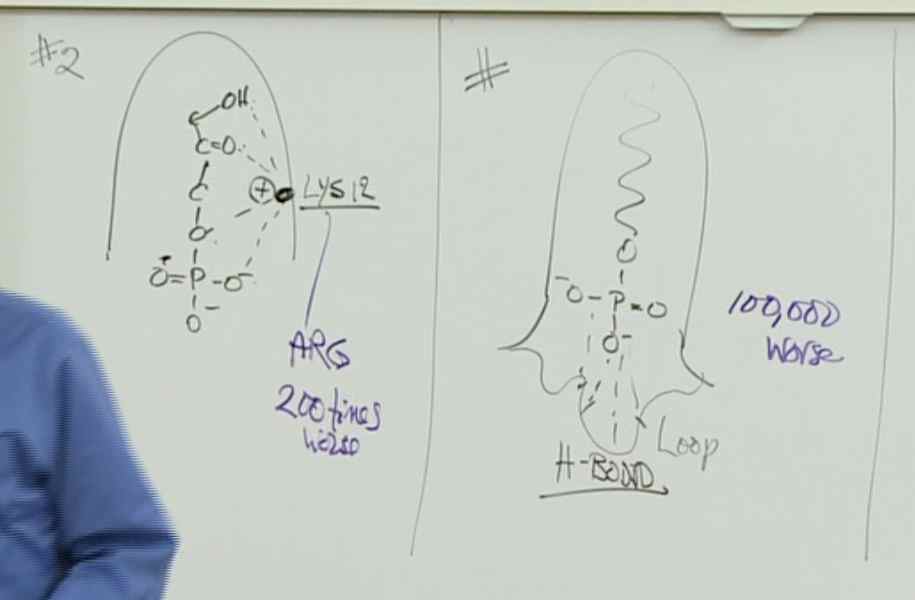 #2
OH
C=O
C
O
O=P-O⁻
O⁻
⊕ LYS 12
ARG
200 times
worse
#
O
⁻O-P=O
O⁻
H-BOND
Loop
100,000
Worse